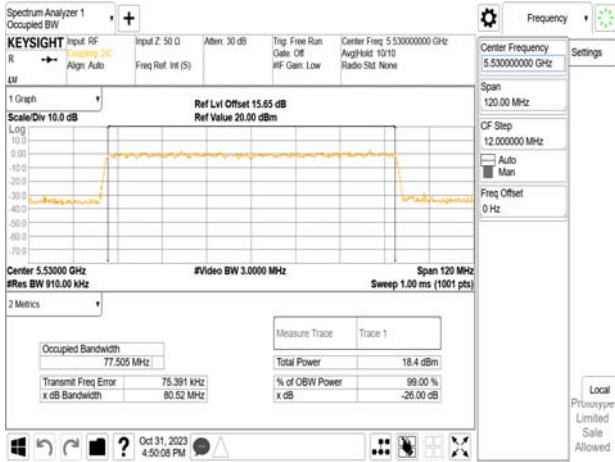 Spectrum Analyzer 1
Occupied BW
+
Frequency
KEYSIGHT
R
LW
Input: RF
Coupling: DC
Align: Auto
Input Z: 50 Ω
Freq Ref: Int (S)
Atten: 30 dB
Trig: Free Run
Gate: Off
#IF Gain: Low
Center Freq: 5.530000000 GHz
Avg|Hold: 10/10
Radio Std: None
Center Frequency
5.530000000 GHz
Settings
Span
120.00 MHz
CF Step
12.000000 MHz
Auto
Man
Freq Offset
0 Hz
1 Graph
Scale/Div 10.0 dB
Ref Lvl Offset 15.65 dB
Ref Value 20.00 dBm
Log
10.0
0.00
-10.0
-20.0
-30.0
-40.0
-50.0
-60.0
-70.0
Center 5.53000 GHz
#Video BW 3.0000 MHz
Span 120 MHz
#Res BW 910.00 kHz
Sweep 1.00 ms (1001 pts)
2 Metrics
Measure Trace Trace 1
Occupied Bandwidth
77.505 MHz
Total Power 18.4 dBm
Transmit Freq Error 75.391 kHz
% of OBW Power 99.00 %
x dB Bandwidth 80.52 MHz
x dB -26.00 dB
Local
Prototype
Limited
Sale
Allowed
?
Oct 31, 2023
4:50:08 PM